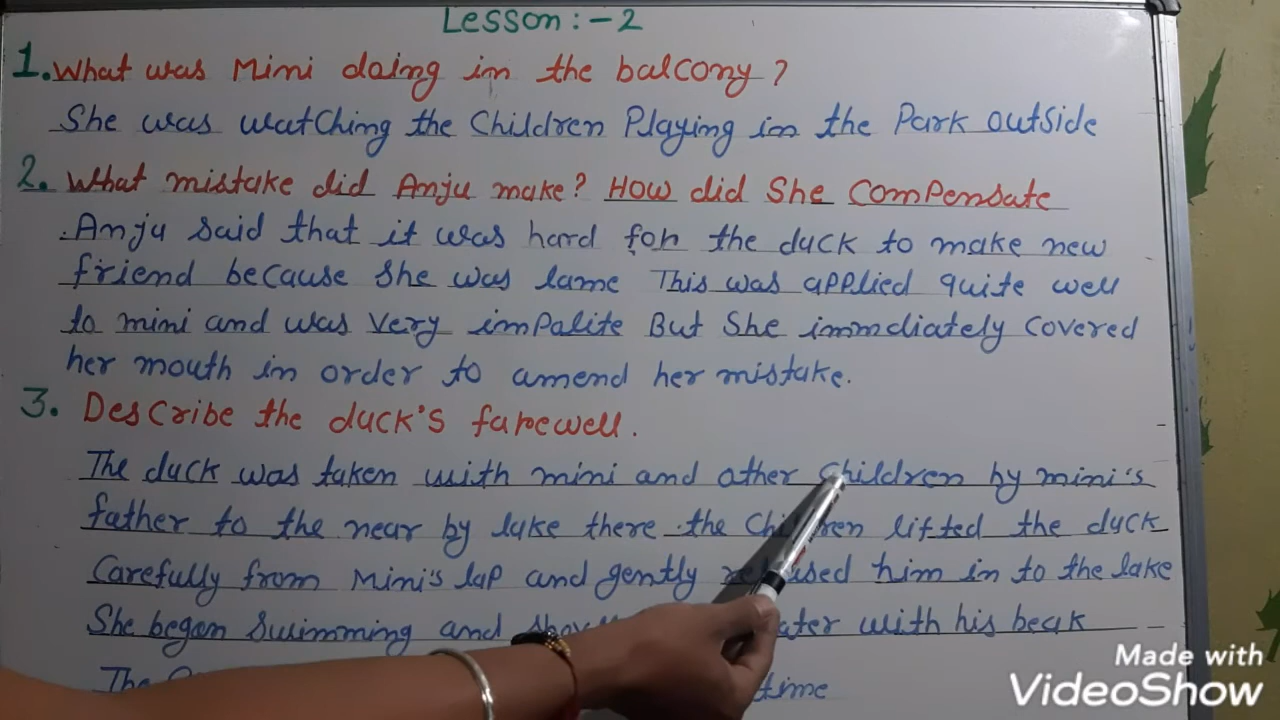 Lesson :- 2
1. What was Mini doing in the balcony ?
She was watching the Children Playing in the Park outside
2. What mistake did Anju make? How did She Compensate
Anju said that it was hard for the duck to make new
friend because She was lame This was applied quite well
to mini and was very impolite But She immdiately Covered
her mouth in order to amend her mistake.
3. Describe the duck's farewell.
The duck was taken with mini and other Children by mini's
father to the near by lake there the Children lifted the duck
Carefully from Mini's lap and gently him in to the lake
She began Swimming and with his beak
The time
Made with
VideoShow